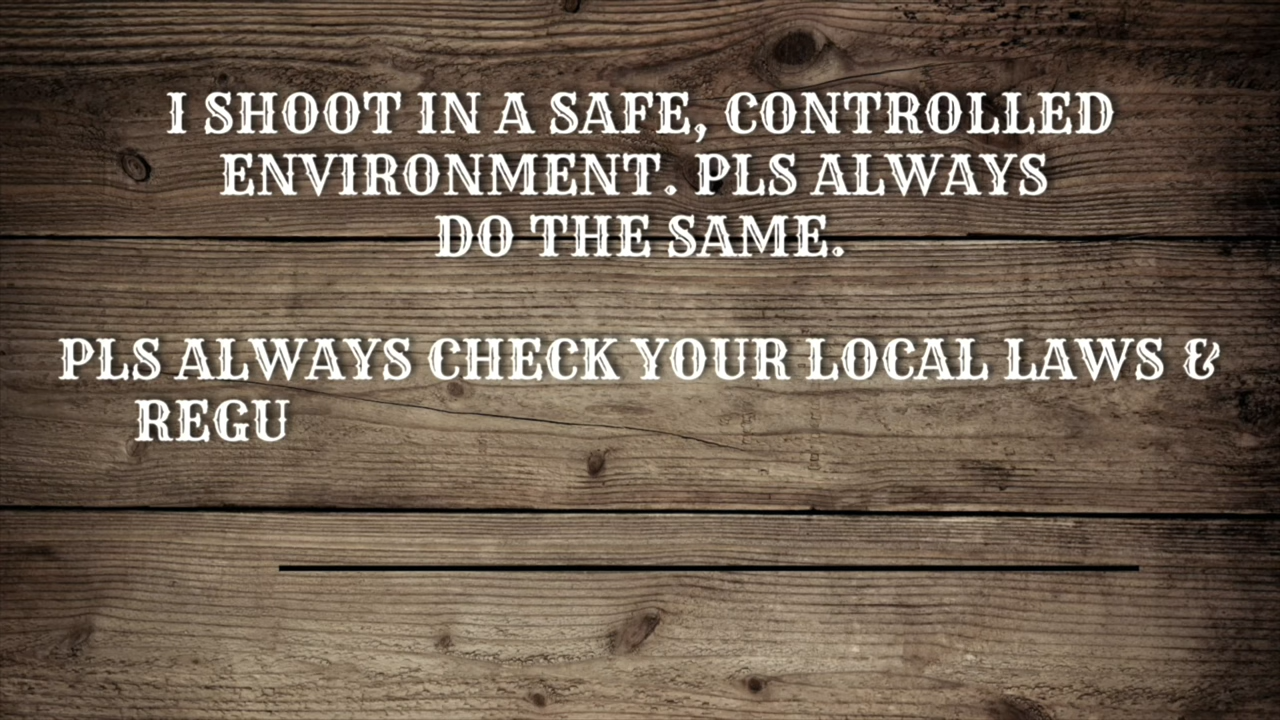 I SHOOT IN A SAFE, CONTROLLED
ENVIRONMENT. PLS ALWAYS
DO THE SAME.
PLS ALWAYS CHECK YOUR LOCAL LAWS &
REGU